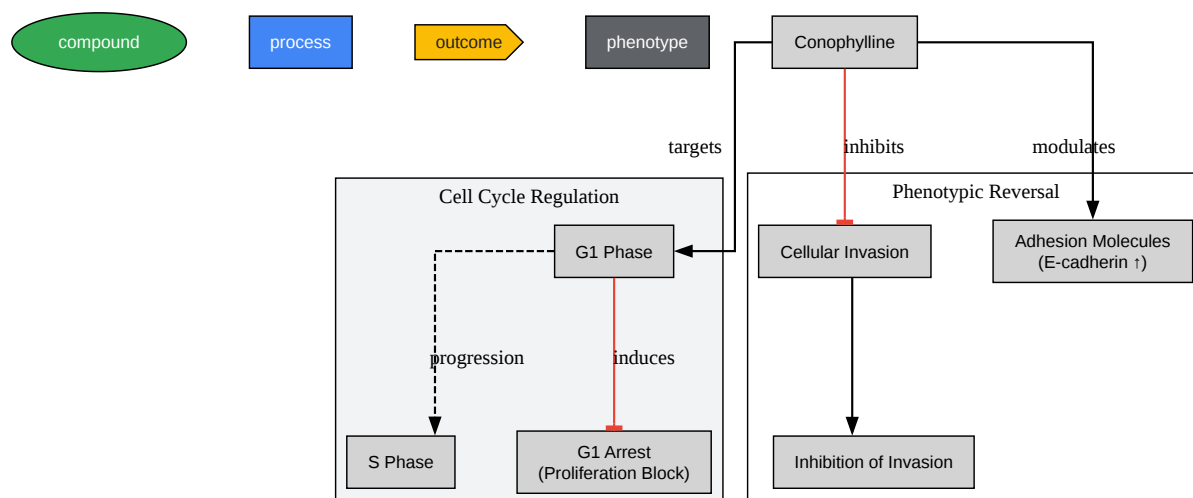 compound
process
outcome
phenotype
Conophylline
targets
inhibits
modulates
Cell Cycle Regulation
Phenotypic Reversal
G1 Phase
Cellular Invasion
Adhesion Molecules
(E-cadherin ↑)
progression
induces
S Phase
G1 Arrest
(Proliferation Block)
Inhibition of Invasion